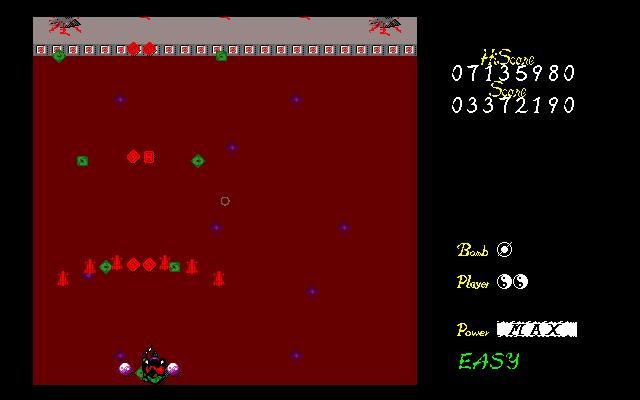 HiScore
07135980
Score
03372190
Bomb
Player
Power MAX
EASY